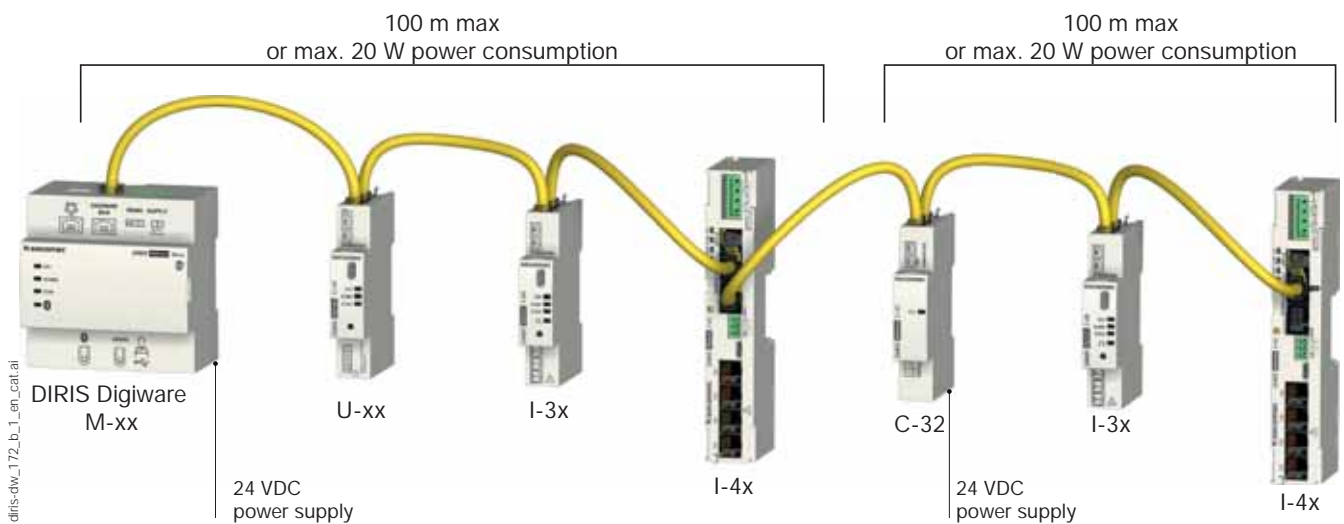 100 m max
or max. 20 W power consumption
100 m max
or max. 20 W power consumption
DIRIS Digiware
M-xx
U-xx
I-3x
I-4x
C-32
I-3x
I-4x
24 VDC
power supply
24 VDC
power supply
diris-dw_172_b_1_en_cat.ai